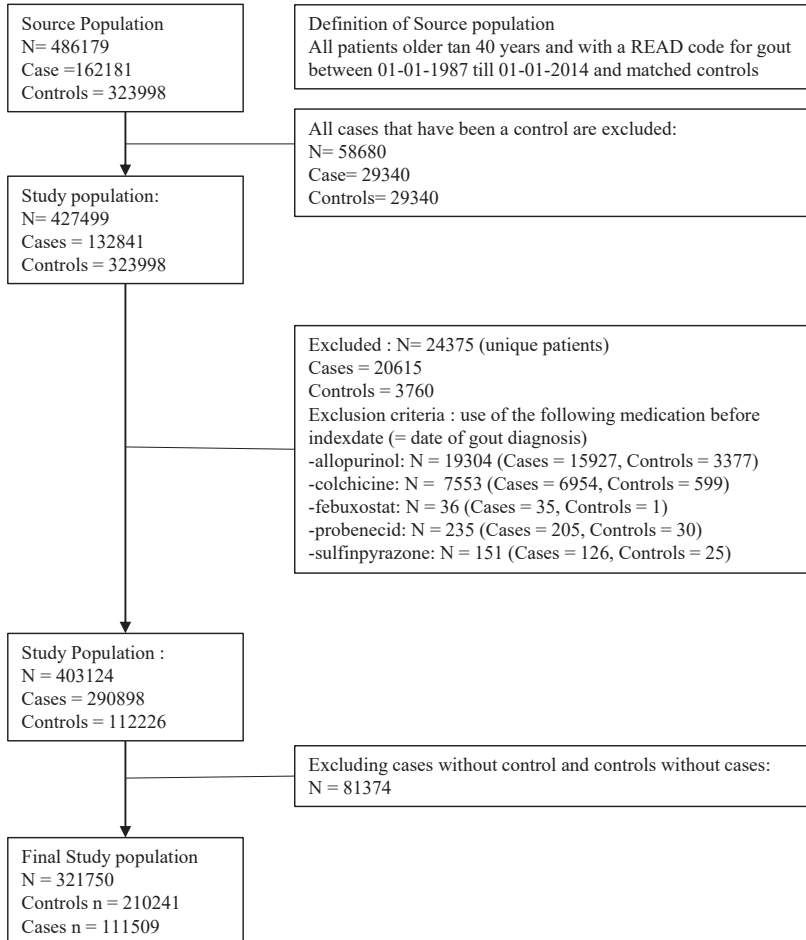 Source Population
N= 486179
Case =162181
Controls = 323998
Definition of Source population
All patients older tan 40 years and with a READ code for gout
between 01-01-1987 till 01-01-2014 and matched controls
All cases that have been a control are excluded:
N= 58680
Case= 29340
Controls= 29340
Study population:
N= 427499
Cases = 132841
Controls = 323998
Excluded : N= 24375 (unique patients)
Cases = 20615
Controls = 3760
Exclusion criteria : use of the following medication before
indexdate (= date of gout diagnosis)
-allopurinol: N = 19304 (Cases = 15927, Controls = 3377)
-colchicine: N =  7553 (Cases = 6954, Controls = 599)
-febuxostat: N = 36 (Cases = 35, Controls = 1)
-probenecid: N = 235 (Cases = 205, Controls = 30)
-sulfinpyrazone: N = 151 (Cases = 126, Controls = 25)
Study Population :
N = 403124
Cases = 290898
Controls = 112226
Excluding cases without control and controls without cases:
N = 81374
Final Study population
N = 321750
Controls n = 210241
Cases n = 111509